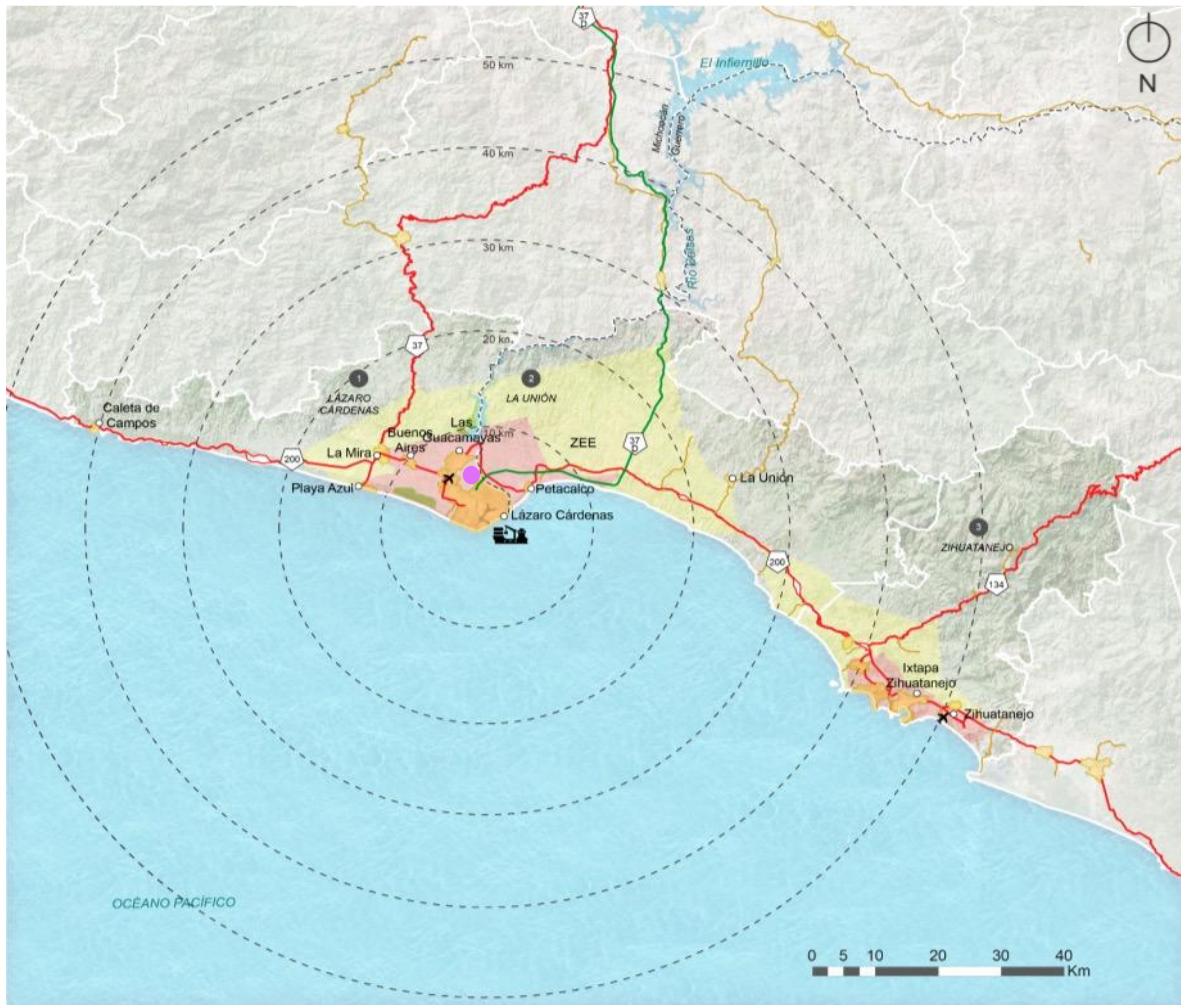 37
D
El Infiernillo
N
50 km
Michoacán
Guerrero
40 km
30 km
Río Balsas
20 km
37
1
LÁZARO
CÁRDENAS
2
LA UNIÓN
Caleta de
Campos
Las
Guacamayas
10 km
Buenos
Aires
ZEE
37
D
La Mira
200
Playa Azul
Petacalco
La Unión
Lázaro Cárdenas
3
ZIHUATANEJO
200
134
Ixtapa
Zihuatanejo
Zihuatanejo
OCÉANO PACÍFICO
0 5 10 20 30 40
Km